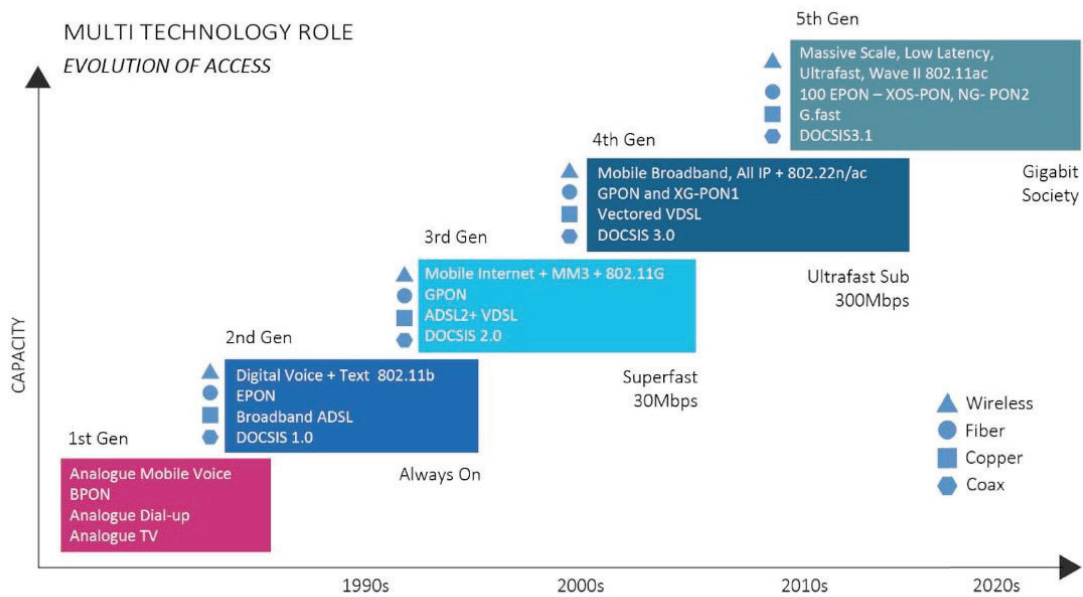 MULTI TECHNOLOGY ROLE
EVOLUTION OF ACCESS
5th Gen
Massive Scale, Low Latency,
Ultrafast, Wave II 802.11ac
100 EPON – XOS-PON, NG- PON2
G.fast
DOCSIS3.1
Gigabit
Society
4th Gen
Mobile Broadband, All IP + 802.22n/ac
GPON and XG-PON1
Vectored VDSL
DOCSIS 3.0
Ultrafast Sub
300Mbps
3rd Gen
Mobile Internet + MM3 + 802.11G
GPON
ADSL2+ VDSL
DOCSIS 2.0
Superfast
30Mbps
2nd Gen
Digital Voice + Text 802.11b
EPON
Broadband ADSL
DOCSIS 1.0
Always On
1st Gen
Analogue Mobile Voice
BPON
Analogue Dial-up
Analogue TV
CAPACITY
Wireless
Fiber
Copper
Coax
1990s
2000s
2010s
2020s